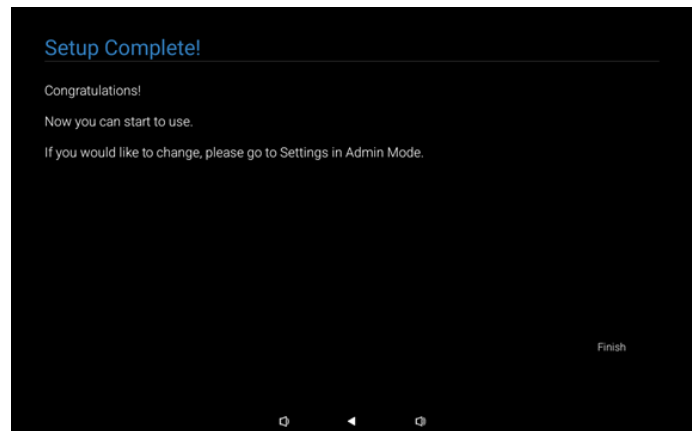 Setup Complete!
Congratulations!
Now you can start to use.
If you would like to change, please go to Settings in Admin Mode.
Finish